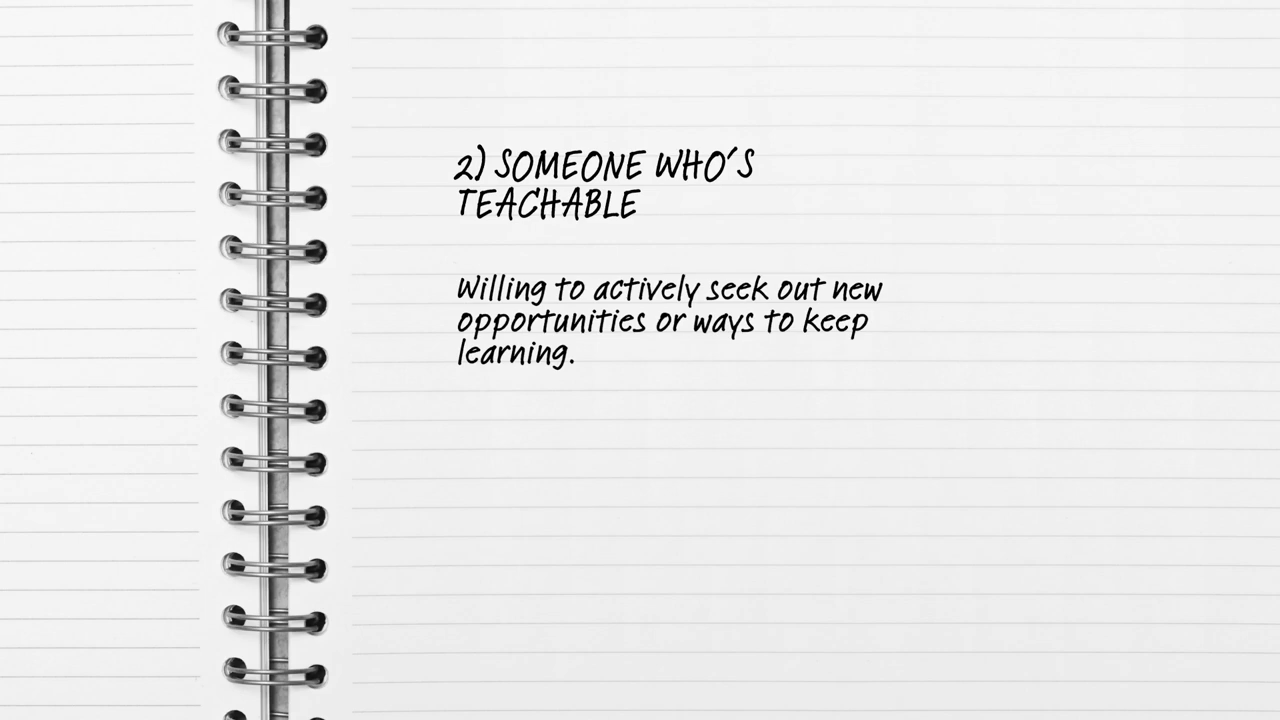 2) SOMEONE WHO'S
TEACHABLE
Willing to actively seek out new
opportunities or ways to keep
learning.